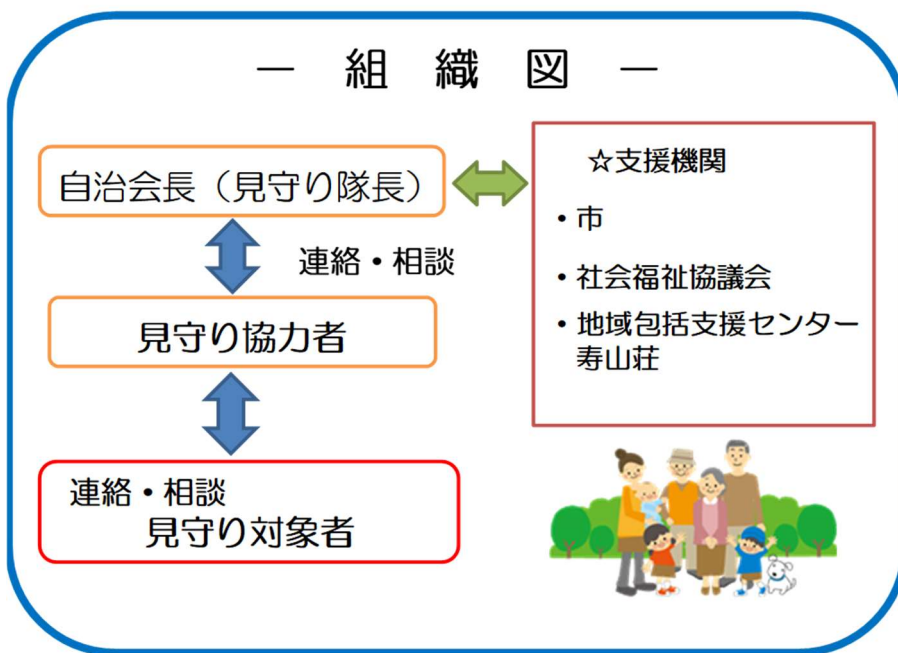 ― 組 織 図 ―
自治会長（見守り隊長）
連絡・相談
見守り協力者
連絡・相談
見守り対象者
☆支援機関
・市
・社会福祉協議会
・地域包括支援センター
寿山荘